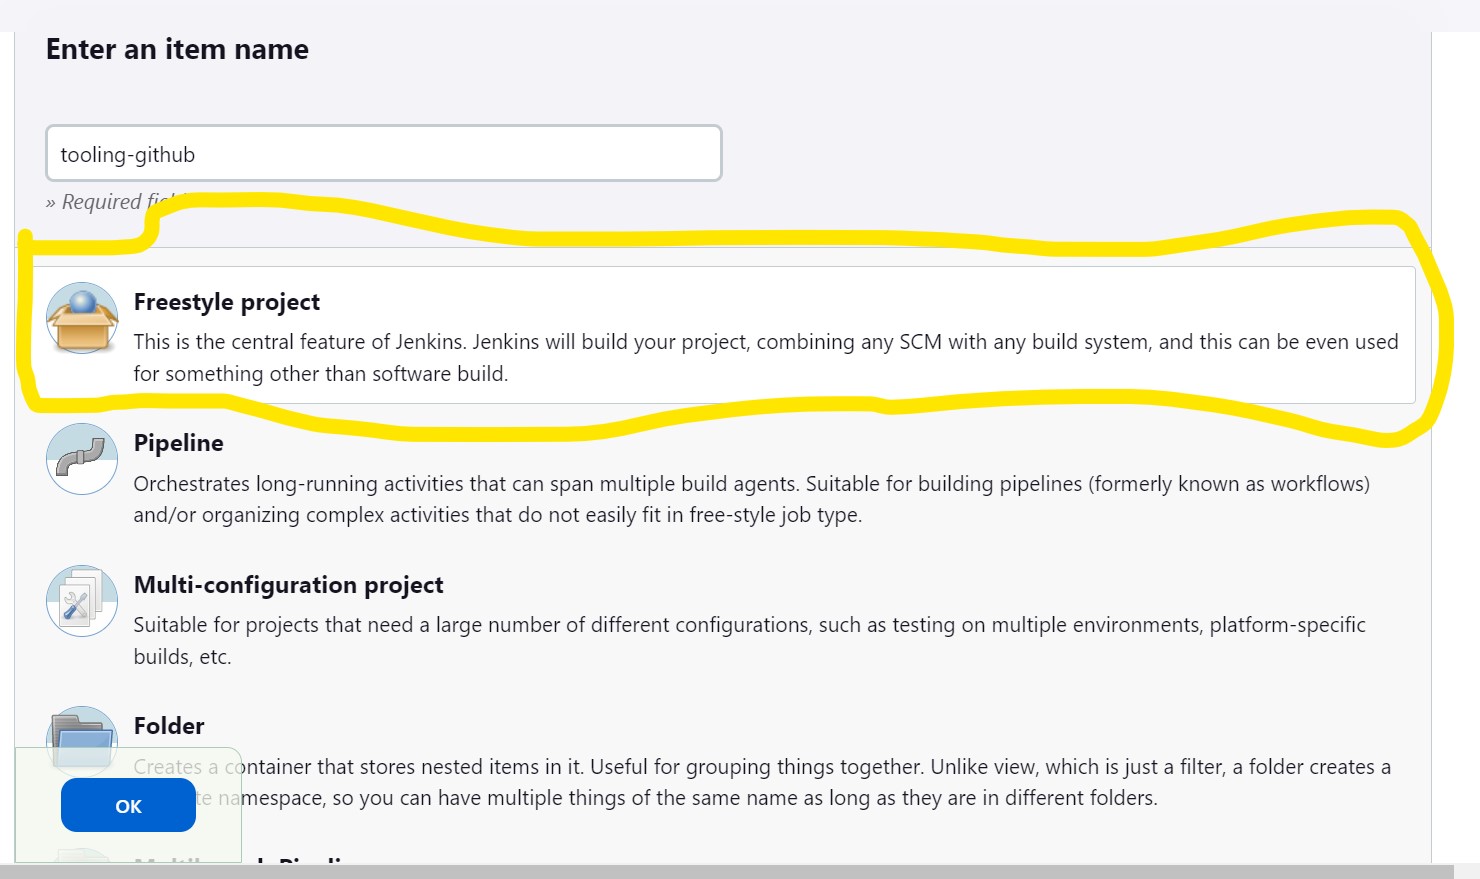 Enter an item name
tooling-github
» Required
Freestyle project
This is the central feature of Jenkins. Jenkins will build your project, combining any SCM with any build system, and this can be even used
for something other than software build.
Pipeline
Orchestrates long-running activities that can span multiple build agents. Suitable for building pipelines (formerly known as workflows)
and/or organizing complex activities that do not easily fit in free-style job type.
Multi-configuration project
Suitable for projects that need a large number of different configurations, such as testing on multiple environments, platform-specific
builds, etc.
Folder
Creates a container that stores nested items in it. Useful for grouping things together. Unlike view, which is just a filter, a folder creates a
namespace, so you can have multiple things of the same name as long as they are in different folders.
OK